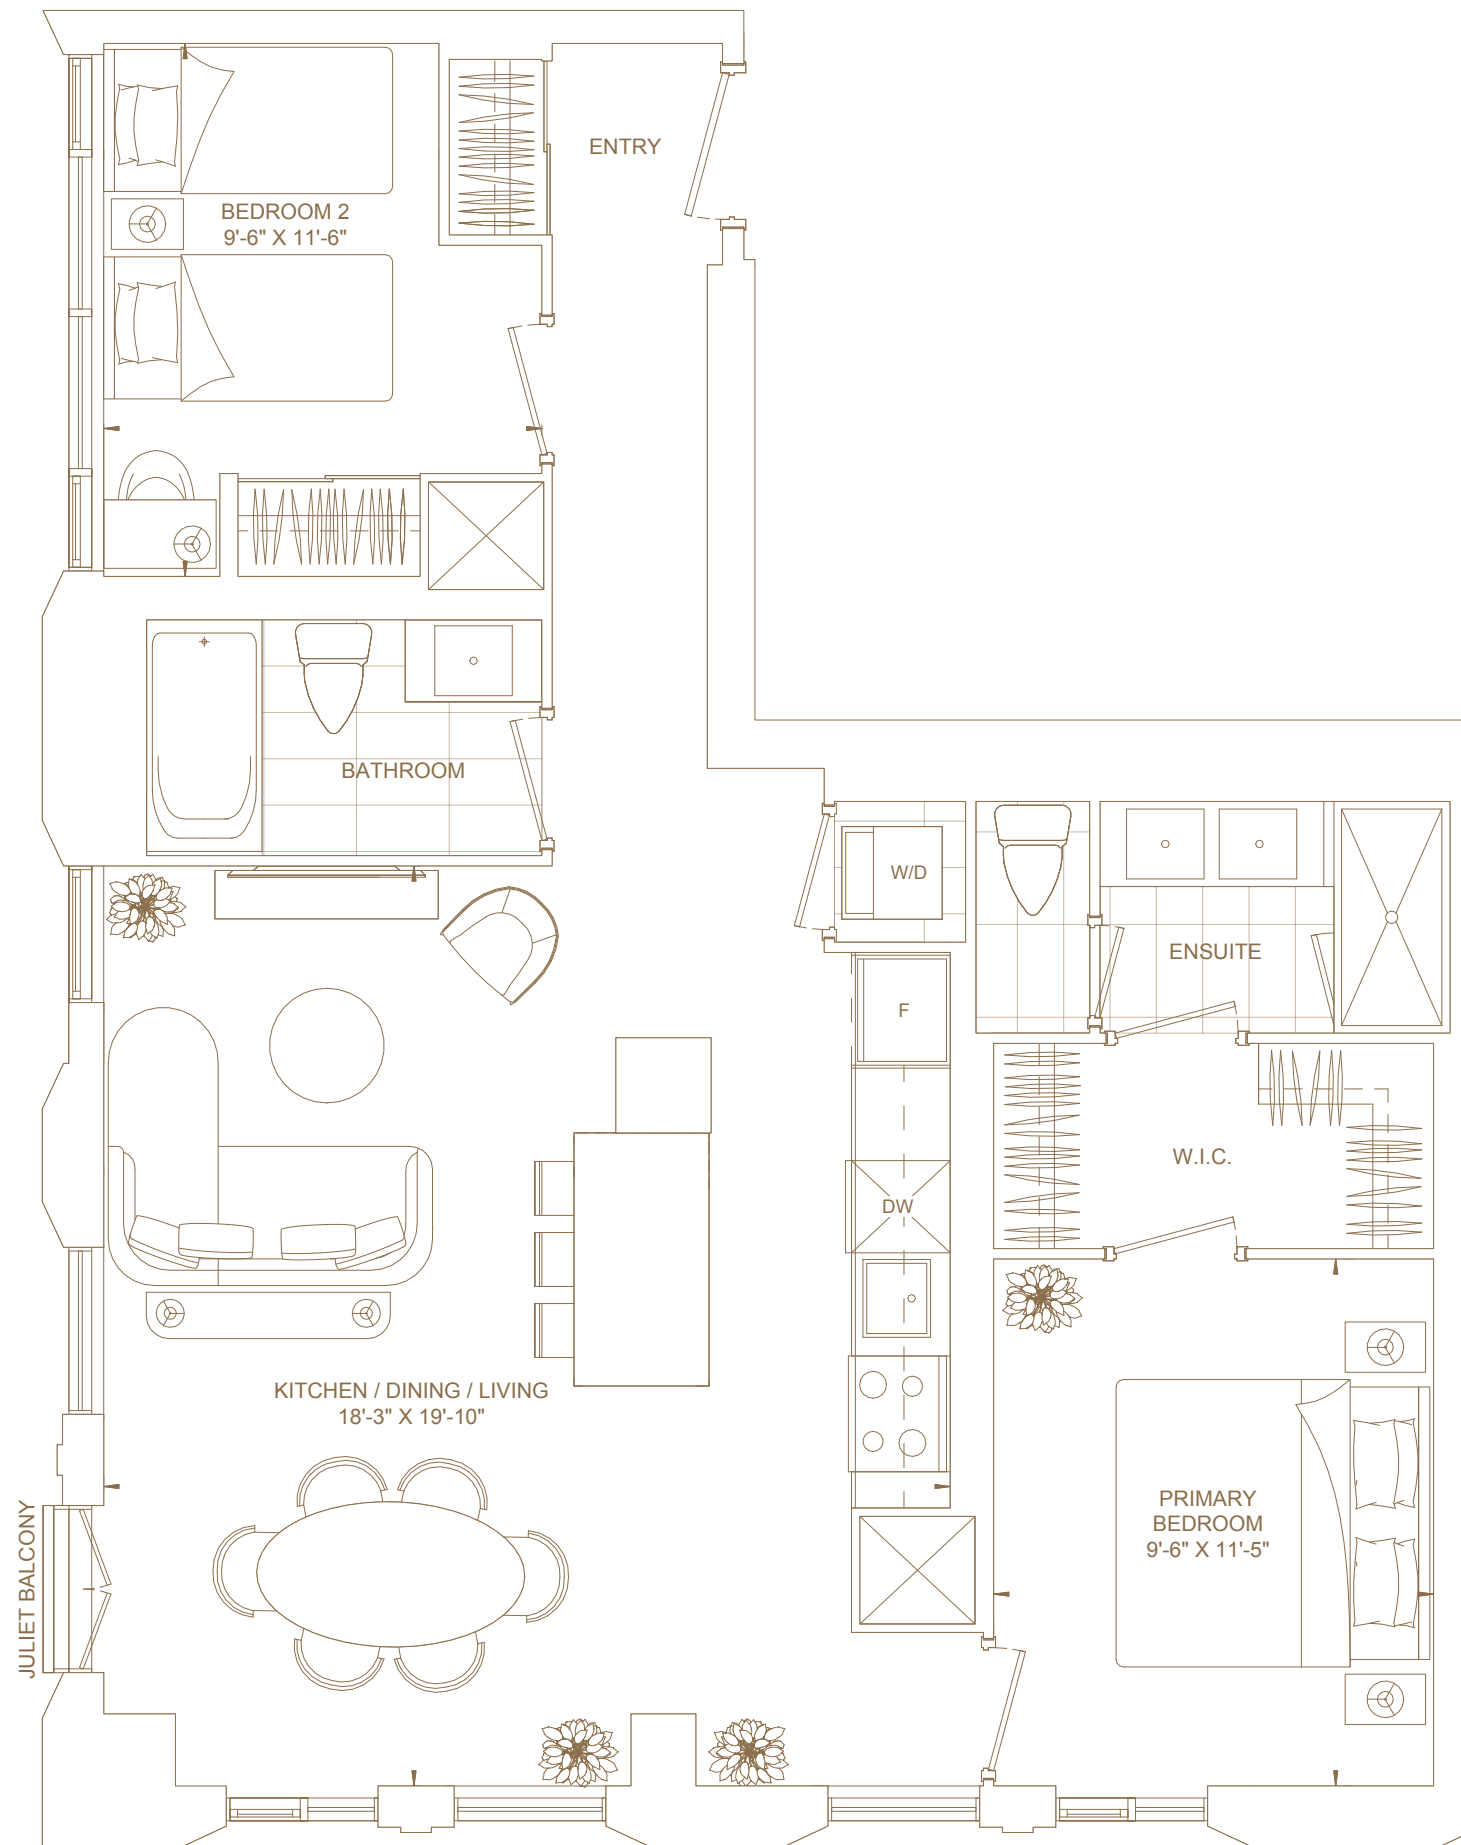 ENTRY
BEDROOM 2
9'-6" X 11'-6"
BATHROOM
W/D
ENSUITE
F
W.I.C.
DW
KITCHEN / DINING / LIVING
18'-3" X 19'-10"
PRIMARY
BEDROOM
9'-6" X 11'-5"
JULIET BALCONY